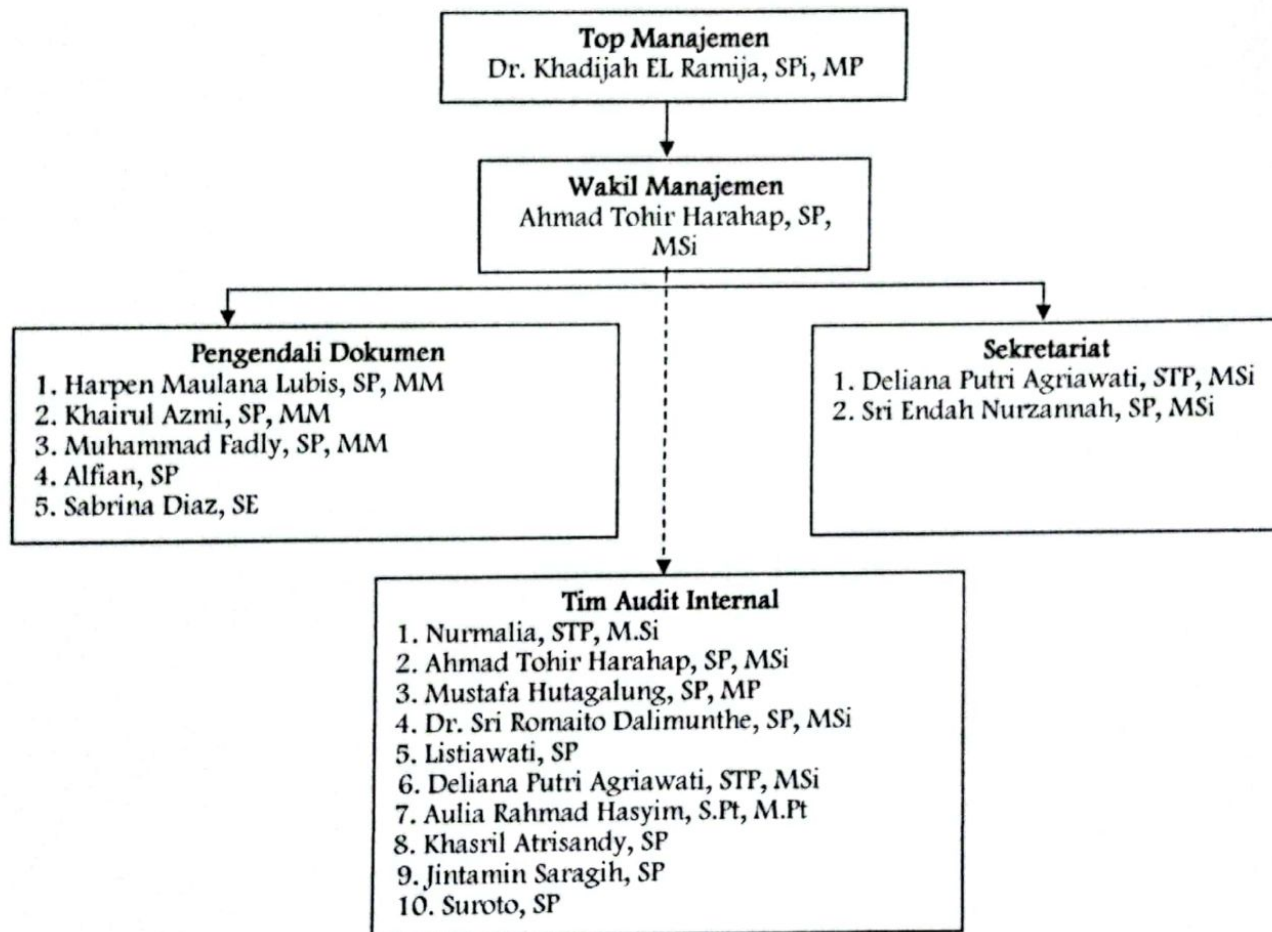 Top Manajemen
Dr. Khadijah EL Ramija, SPi, MP
Wakil Manajemen
Ahmad Tohir Harahap, SP,
MSi
Pengendali Dokumen
1. Harpen Maulana Lubis, SP, MM
2. Khairul Azmi, SP, MM
3. Muhammad Fadly, SP, MM
4. Alfian, SP
5. Sabrina Diaz, SE
Sekretariat
1. Deliana Putri Agriawati, STP, MSi
2. Sri Endah Nurzannah, SP, MSi
Tim Audit Internal
1. Nurmalia, STP, M.Si
2. Ahmad Tohir Harahap, SP, MSi
3. Mustafa Hutagalung, SP, MP
4. Dr. Sri Romaito Dalimunthe, SP, MSi
5. Listiawati, SP
6. Deliana Putri Agriawati, STP, MSi
7. Aulia Rahmad Hasyim, S.Pt, M.Pt
8. Khasril Atrisandy, SP
9. Jintamin Saragih, SP
10. Suroto, SP